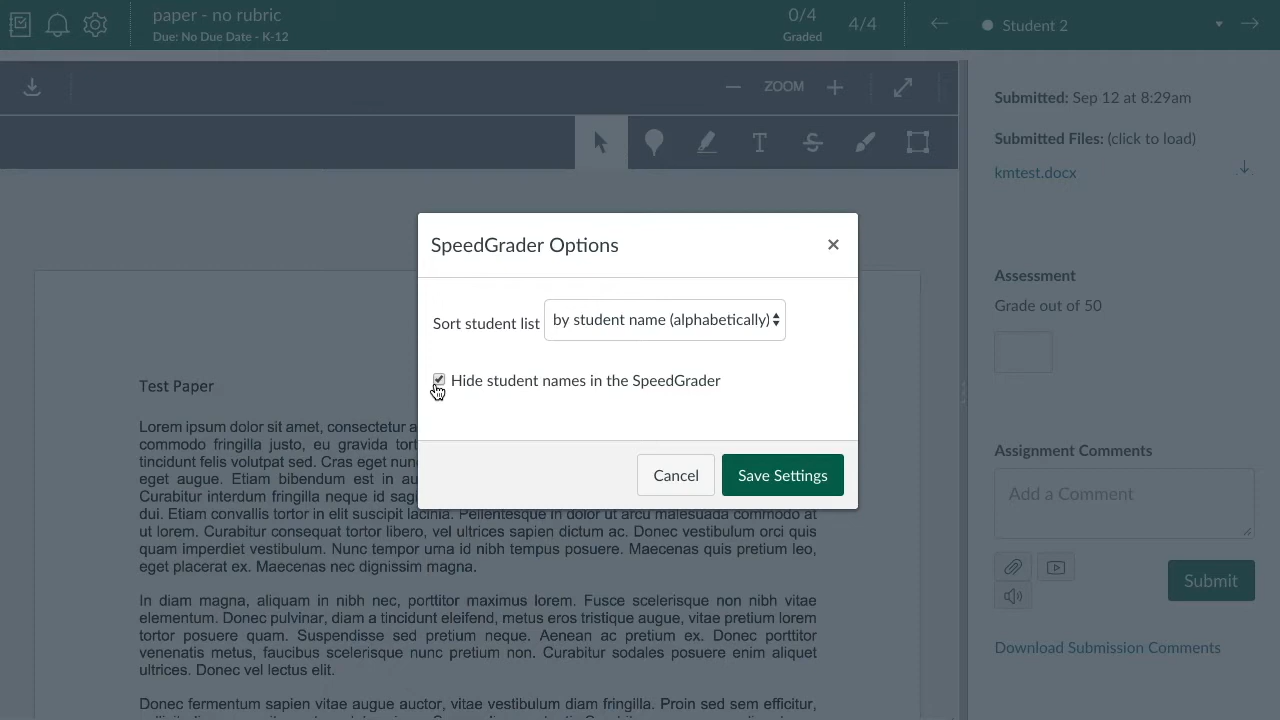 paper - no rubric
Due: No Due Date - K-12
0/4
Graded
4/4
Student 2
ZOOM
T
S
Submitted: Sep 12 at 8:29am
Submitted Files: (click to load)
kmtest.docx
Assessment
Grade out of 50
Assignment Comments
Add a Comment
Submit
Download Submission Comments
SpeedGrader Options
×
Sort student list
by student name (alphabetically)
Hide student names in the SpeedGrader
Cancel
Save Settings
Test Paper
Lorem ipsum dolor sit amet, consectetur a
commodo fringilla justo, eu gravida tort
tincidunt felis volutpat sed. Cras eget nun
eget augue. Etiam bibendum est in au
Curabitur interdum fringilla neque id sagi
dui. Etiam convallis tortor in elit suscipit lacinia. Pellentesque in dolor ut arcu malesuada commodo at
ut lorem. Curabitur consequat tortor libero, vel ultrices sapien dictum ac. Donec vestibulum orci quis
quam imperdiet vestibulum. Nunc tempor urna id nibh tempus posuere. Maecenas quis pretium leo,
eget placerat ex. Maecenas nec dignissim magna.
In diam magna, aliquam in nibh nec, porttitor maximus lorem. Fusce scelerisque non nibh vitae
elementum. Donec pulvinar, diam a tincidunt eleifend, metus eros tristique augue, vitae pretium lorem
tortor posuere quam. Suspendisse sed pretium neque. Aenean ac pretium ex. Donec porttitor
venenatis metus, faucibus scelerisque nunc pretium non. Curabitur sodales posuere enim aliquet
ultrices. Donec vel lectus elit.
Donec fermentum sapien vitae augue auctor, vitae vestibulum diam fringilla. Proin sed sem efficitur,